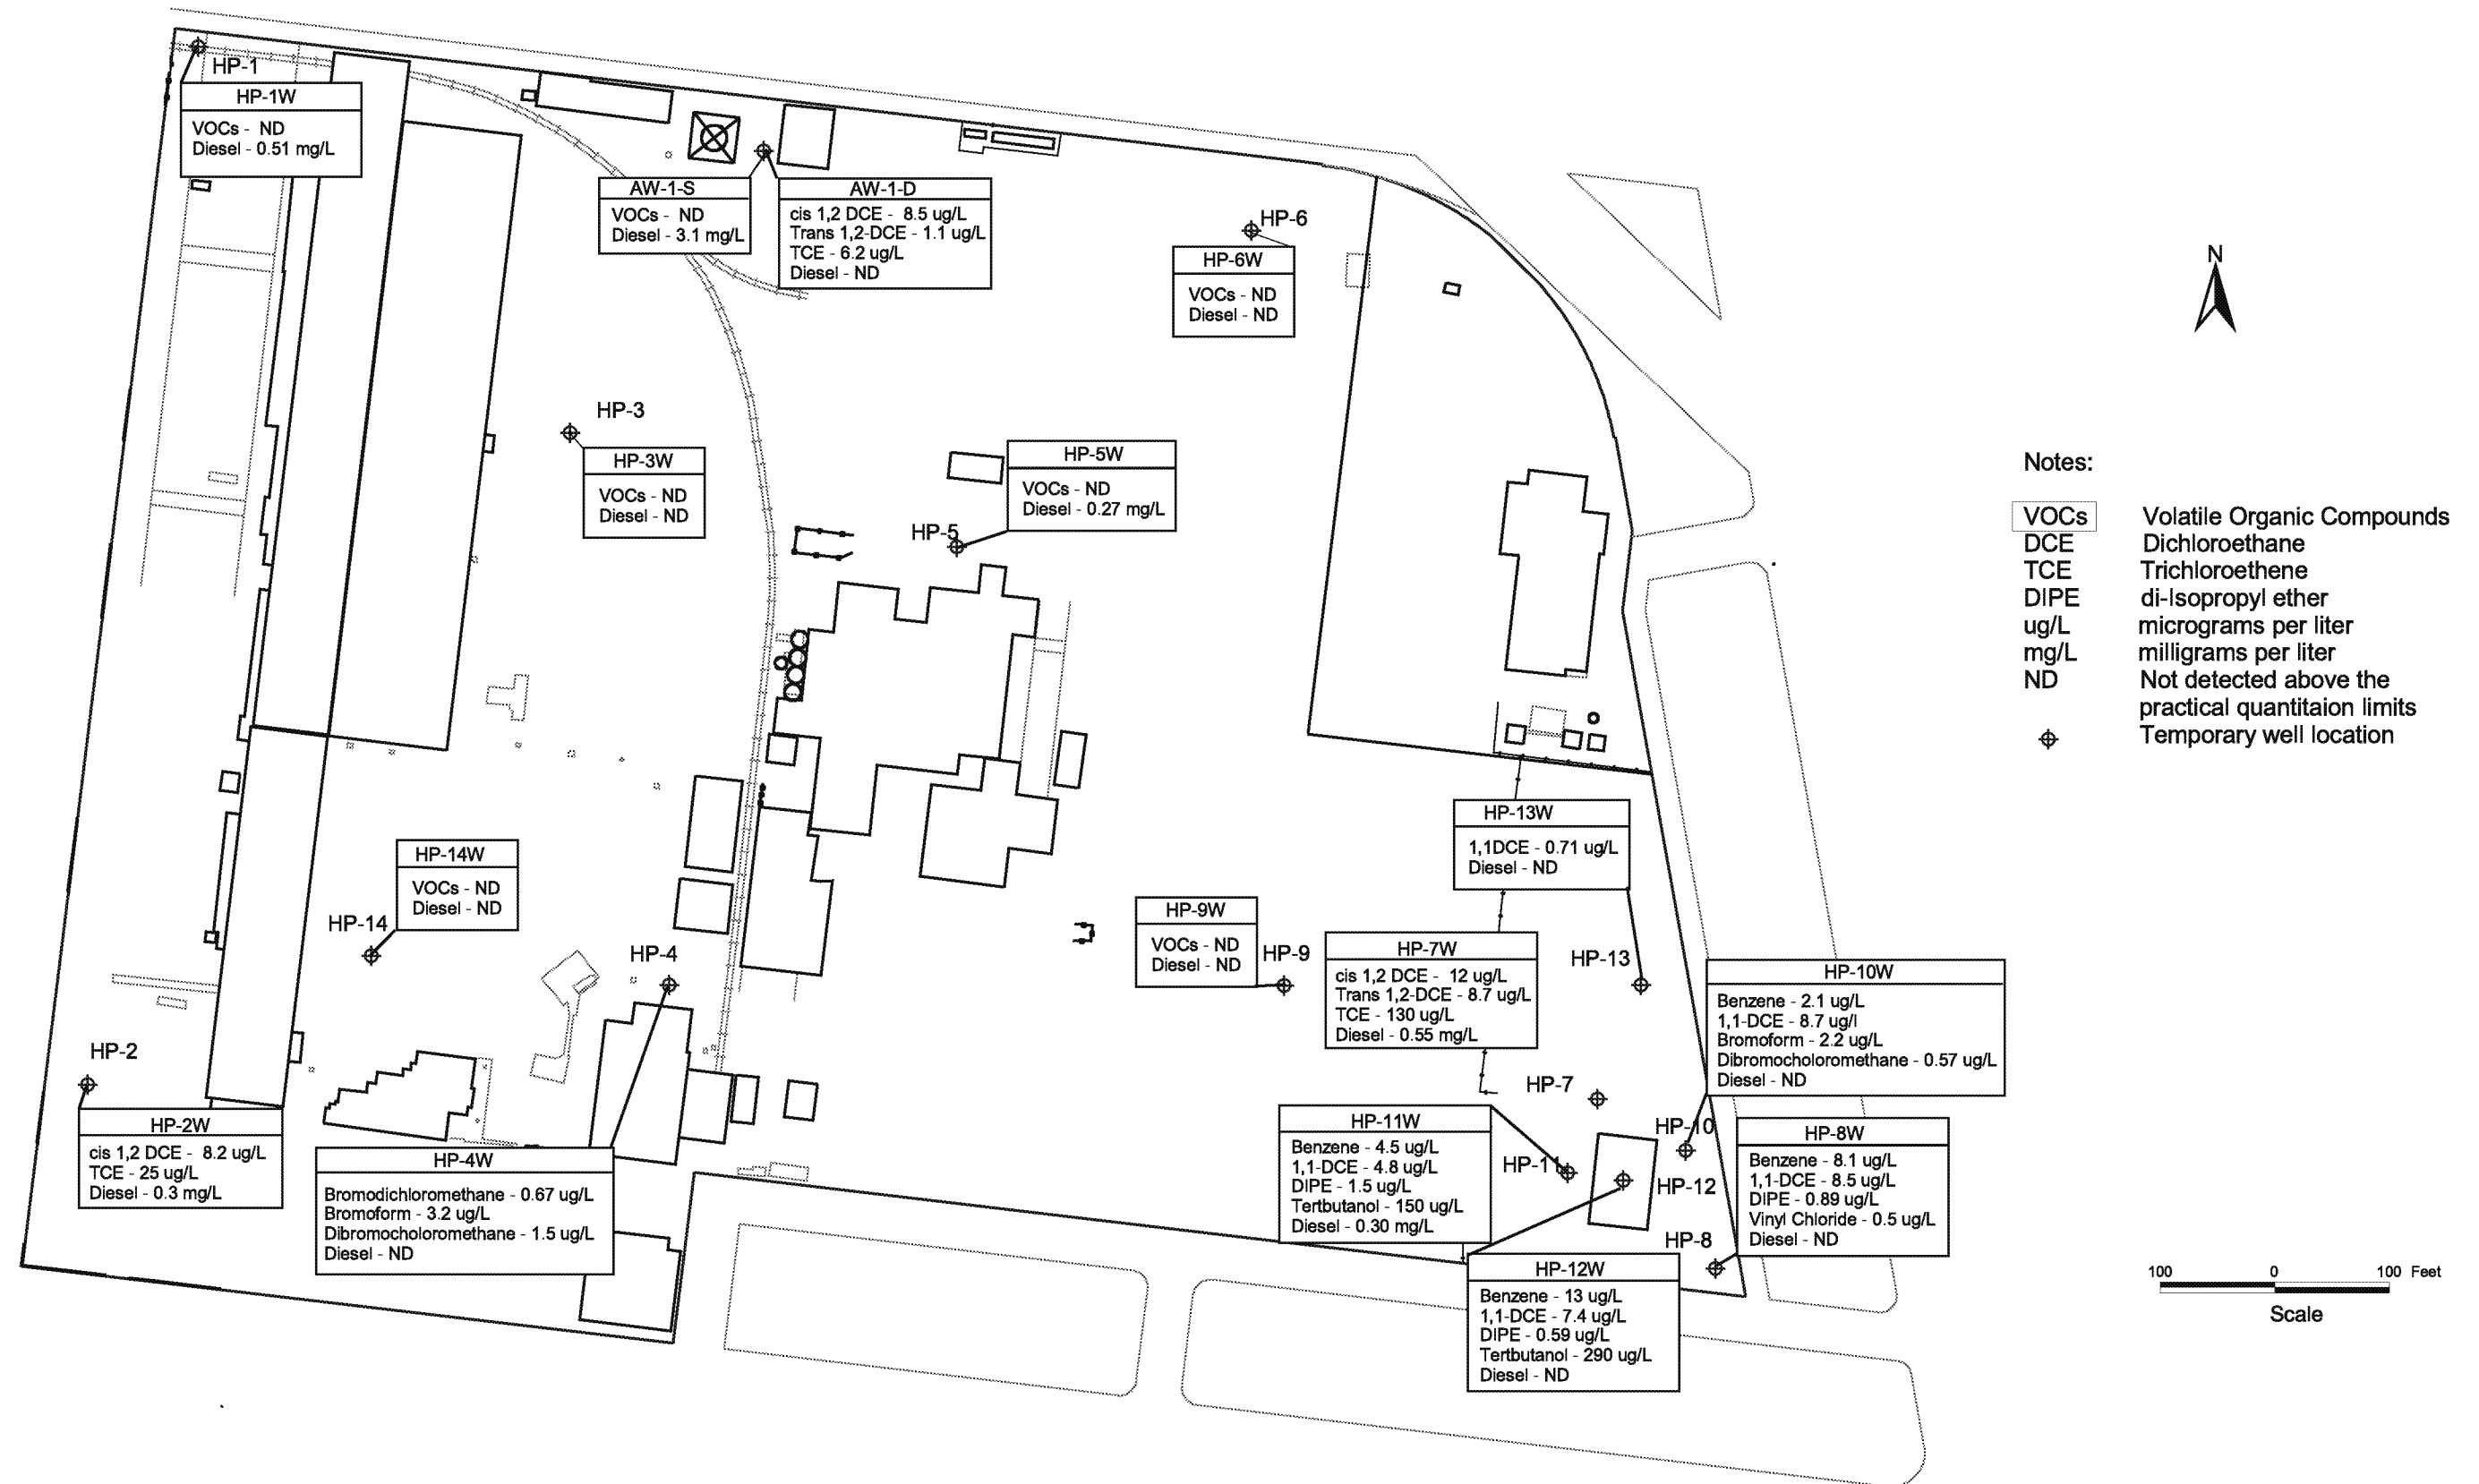 HP-1
HP-1W
VOCs - ND
Diesel - 0.51 mg/L
AW-1-S
VOCs - ND
Diesel - 3.1 mg/L
AW-1-D
cis 1,2 DCE - 8.5 ug/L
Trans 1,2-DCE - 1.1 ug/L
TCE - 6.2 ug/L
Diesel - ND
HP-6
HP-6W
VOCs - ND
Diesel - ND
N
HP-3
HP-3W
VOCs - ND
Diesel - ND
HP-5W
VOCs - ND
Diesel - 0.27 mg/L
HP-5
Notes:
VOCs Volatile Organic Compounds
DCE Dichloroethane
TCE Trichloroethene
DIPE di-Isopropyl ether
ug/L micrograms per liter
mg/L milligrams per liter
ND Not detected above the
practical quantitaion limits
Temporary well location
HP-13W
1,1DCE - 0.71 ug/L
Diesel - ND
HP-13
HP-14W
VOCs - ND
Diesel - ND
HP-14
HP-4
HP-9W
VOCs - ND
Diesel - ND
HP-9
HP-7W
cis 1,2 DCE - 12 ug/L
Trans 1,2-DCE - 8.7 ug/L
TCE - 130 ug/L
Diesel - 0.55 mg/L
HP-10W
Benzene - 2.1 ug/L
1,1-DCE - 8.7 ug/l
Bromoform - 2.2 ug/L
Dibromocholoromethane - 0.57 ug/L
Diesel - ND
HP-2
HP-2W
cis 1,2 DCE - 8.2 ug/L
TCE - 25 ug/L
Diesel - 0.3 mg/L
HP-4W
Bromodichloromethane - 0.67 ug/L
Bromoform - 3.2 ug/L
Dibromocholoromethane - 1.5 ug/L
Diesel - ND
HP-7
HP-10
HP-11W
Benzene - 4.5 ug/L
1,1-DCE - 4.8 ug/L
DIPE - 1.5 ug/L
Tertbutanol - 150 ug/L
Diesel - 0.30 mg/L
HP-11
HP-12
HP-8W
Benzene - 8.1 ug/L
1,1-DCE - 8.5 ug/L
DIPE - 0.89 ug/L
Vinyl Chloride - 0.5 ug/L
Diesel - ND
HP-8
HP-12W
Benzene - 13 ug/L
1,1-DCE - 7.4 ug/L
DIPE - 0.59 ug/L
Tertbutanol - 290 ug/L
Diesel - ND
100 0 100 Feet
Scale